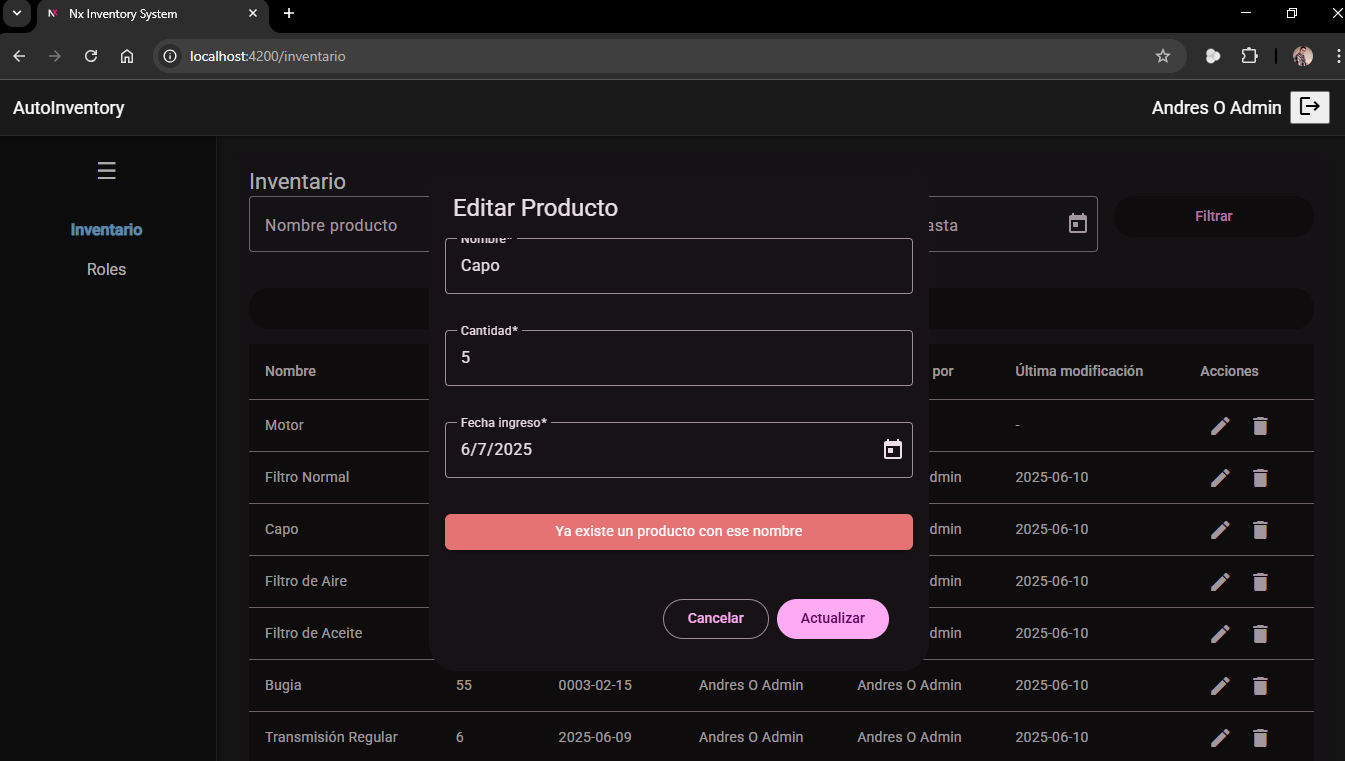 Nx Inventory System
localhost:4200/inventario
AutoInventory
Andres O Admin
Inventario
Roles
Inventario
Nombre producto
asta
Filtrar
Editar Producto
Nombre*
Capo
Cantidad*
5
Fecha ingreso*
6/7/2025
Ya existe un producto con ese nombre
Cancelar
Actualizar
Nombre por Última modificación Acciones
Motor -
Filtro Normal dmin 2025-06-10
Capo dmin 2025-06-10
Filtro de Aire dmin 2025-06-10
Filtro de Aceite dmin 2025-06-10
Bugia 55 0003-02-15 Andres O Admin Andres O Admin 2025-06-10
Transmisión Regular 6 2025-06-09 Andres O Admin Andres O Admin 2025-06-10